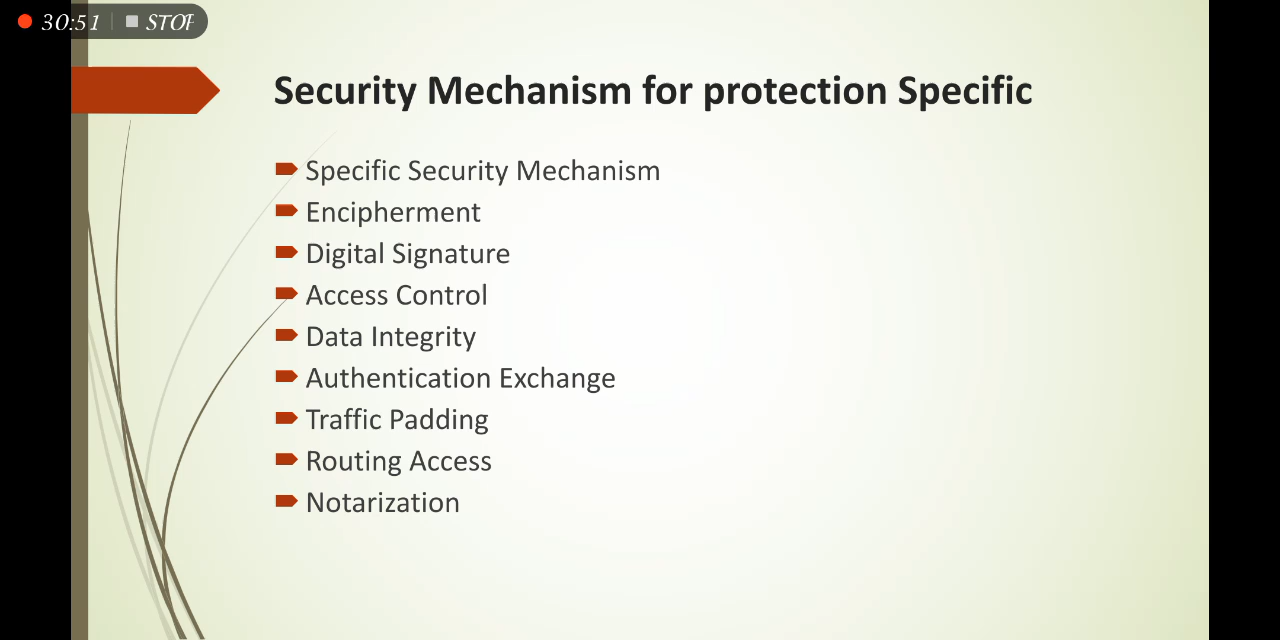 30:51 STOP
Security Mechanism for protection Specific
Specific Security Mechanism
Encipherment
Digital Signature
Access Control
Data Integrity
Authentication Exchange
Traffic Padding
Routing Access
Notarization